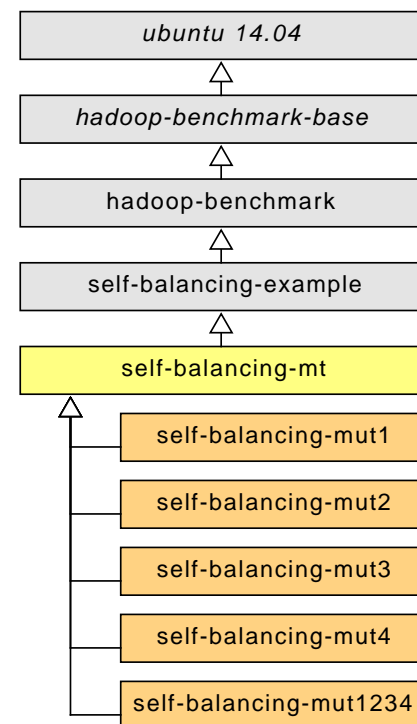 ubuntu 14.04
hadoop-benchmark-base
hadoop-benchmark
self-balancing-example
self-balancing-mt
self-balancing-mut1
self-balancing-mut2
self-balancing-mut3
self-balancing-mut4
self-balancing-mut1234